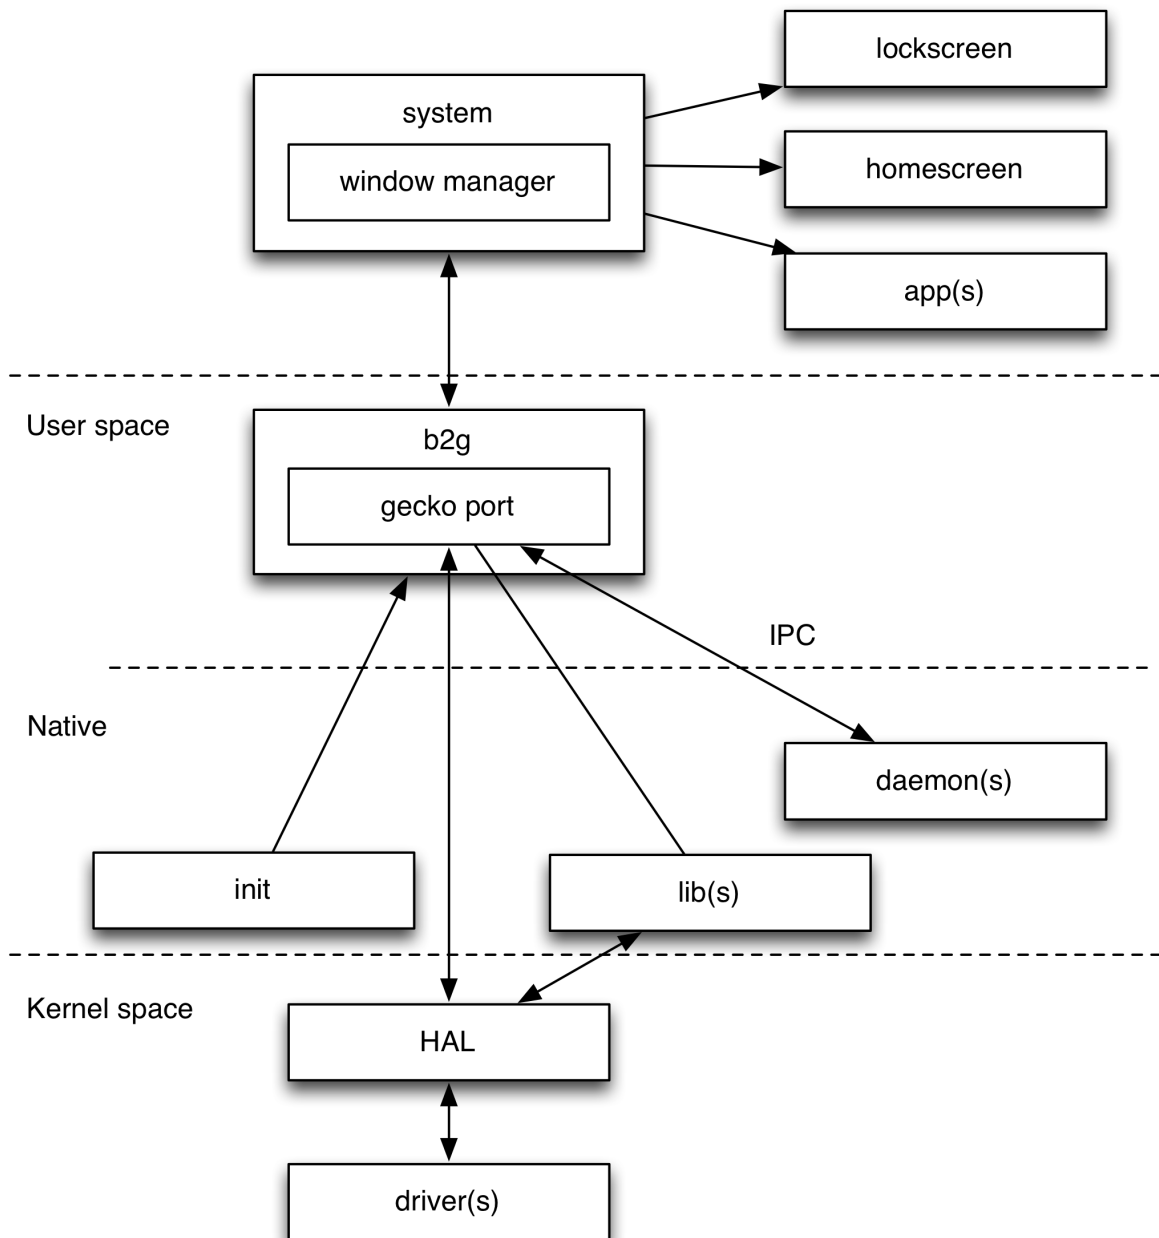 lockscreen
system
window manager
homescreen
app(s)
User space
b2g
gecko port
IPC
Native
daemon(s)
init
lib(s)
Kernel space
HAL
driver(s)